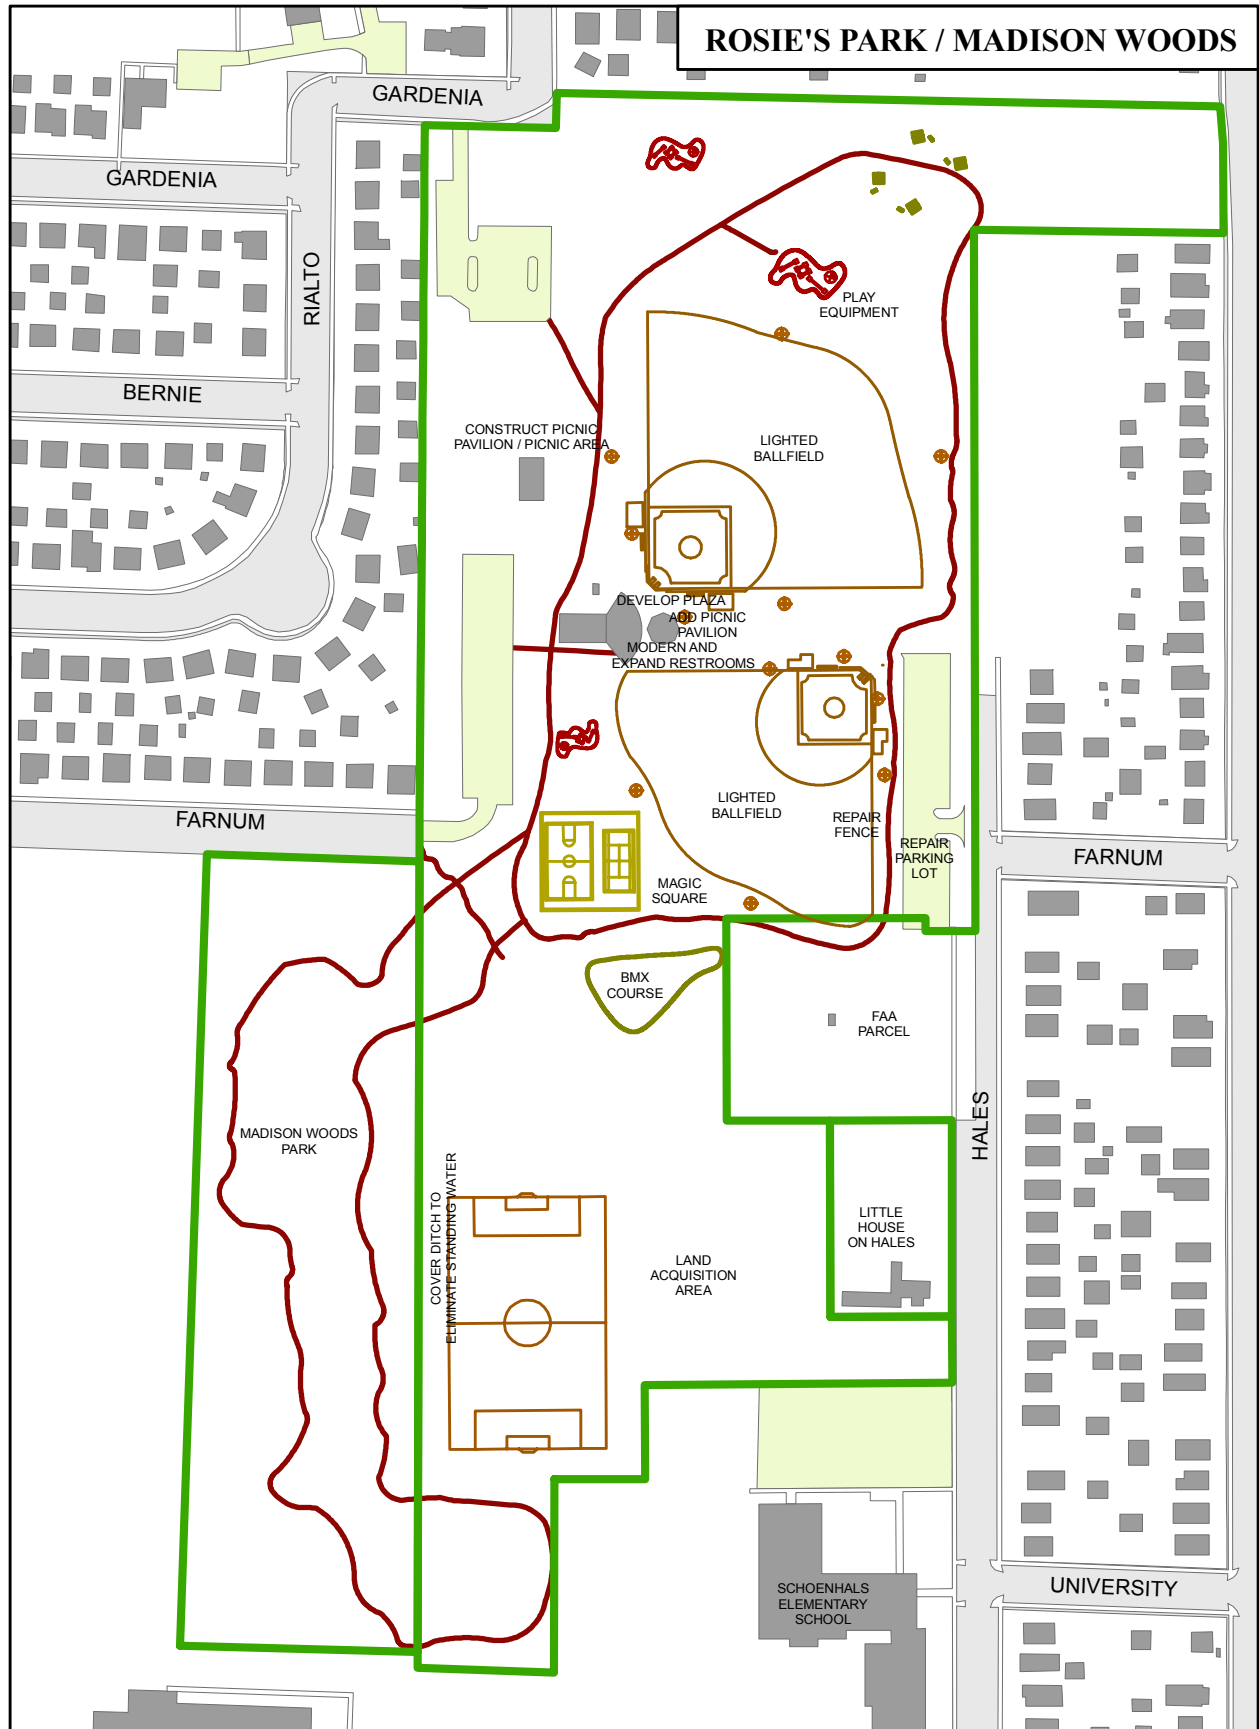 ROSIE'S PARK / MADISON WOODS
GARDENIA
GARDENIA
RIALTO
BERNIE
PLAY
EQUIPMENT
CONSTRUCT PICNIC
PAVILION / PICNIC AREA
LIGHTED
BALLFIELD
DEVELOP PLAZA
ADD PICNIC
PAVILION
MODERN AND
EXPAND RESTROOMS
FARNUM
LIGHTED
BALLFIELD
REPAIR
FENCE
REPAIR
PARKING
LOT
FARNUM
MAGIC
SQUARE
BMX
COURSE
FAA
PARCEL
HALES
MADISON WOODS
PARK
COVER DITCH TO
ELIMINATE STANDING WATER
LITTLE
HOUSE
ON HALES
LAND
ACQUISITION
AREA
SCHOENHALS
ELEMENTARY
SCHOOL
UNIVERSITY